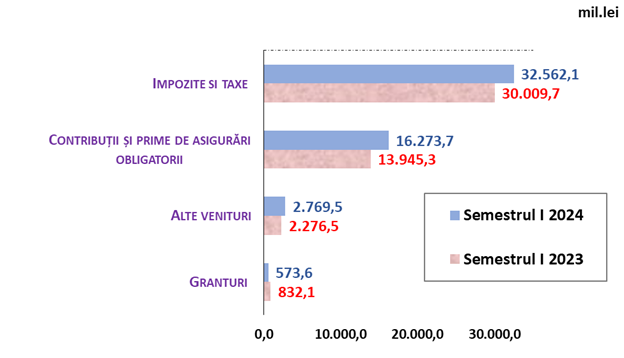 mil.lei
IMPOZITE SI TAXE
32.562,1
30.009,7
CONTRIBUȚII ȘI PRIME DE ASIGURĂRI
OBLIGATORII
16.273,7
13.945,3
ALTE VENITURI
2.769,5
2.276,5
GRANTURI
573,6
832,1
Semestrul I 2024
Semestrul I 2023
0,0 10.000,0 20.000,0 30.000,0